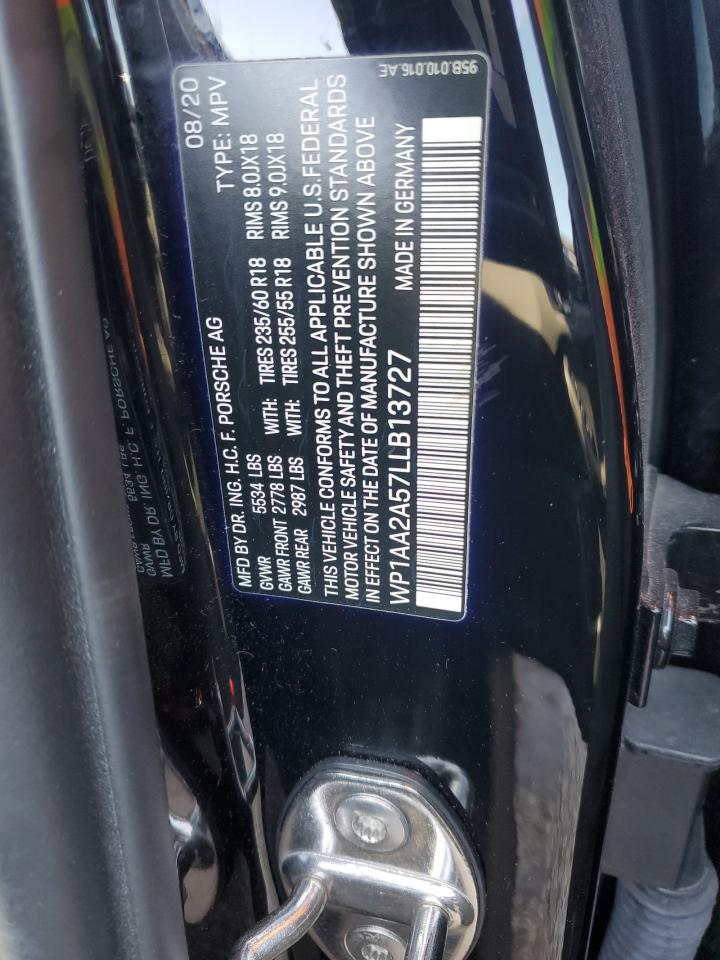 MFD BY DR. ING. H.C. F. PORSCHE AG 08/20
GVWR 5534 LBS TYPE: MPV
GAWR FRONT 2778 LBS WITH: TIRES 235/60 R18 RIMS 8.0JX18
GAWR REAR 2987 LBS WITH: TIRES 255/55 R18 RIMS 9.0JX18
THIS VEHICLE CONFORMS TO ALL APPLICABLE U.S. FEDERAL
MOTOR VEHICLE SAFETY AND THEFT PREVENTION STANDARDS
IN EFFECT ON THE DATE OF MANUFACTURE SHOWN ABOVE
WP1AA2A57LLB13727 MADE IN GERMANY
95B.010.016.AE